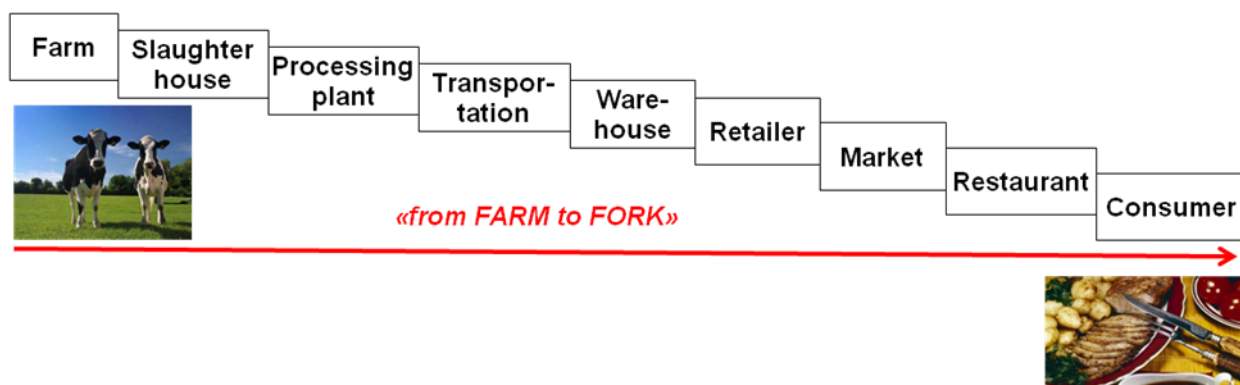 Farm
Slaughter
house
Processing
plant
Transpor-
tation
Ware-
house
Retailer
Market
Restaurant
Consumer
«from FARM to FORK»